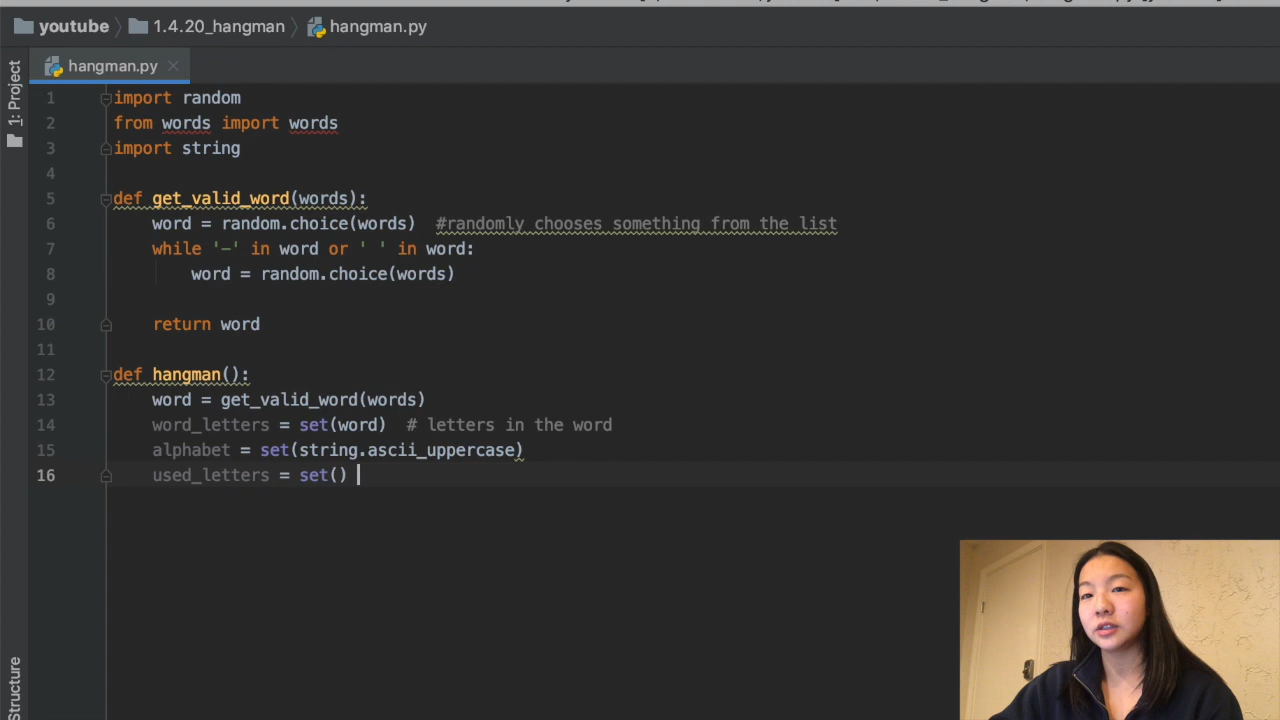 youtube 1.4.20_hangman hangman.py
hangman.py
1: Project
1 import random
2 from words import words
3 import string
4
5 def get_valid_word(words):
6 word = random.choice(words) #randomly chooses something from the list
7 while '-' in word or ' ' in word:
8 word = random.choice(words)
9
10 return word
11
12 def hangman():
13 word = get_valid_word(words)
14 word_letters = set(word) # letters in the word
15 alphabet = set(string.ascii_uppercase)
16 used_letters = set()
Structure